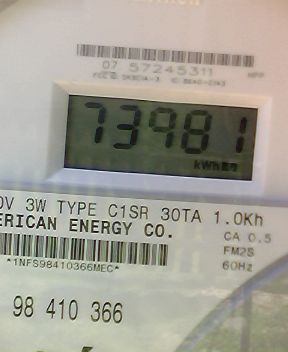 07 57245311 MPP
73981
kWh
0V 3W TYPE C1SR 30TA 1.0Kh
ERICAN ENERGY CO.
CA 0.5
FM2S
60Hz
*1NFS98410366MEC*
98 410 366